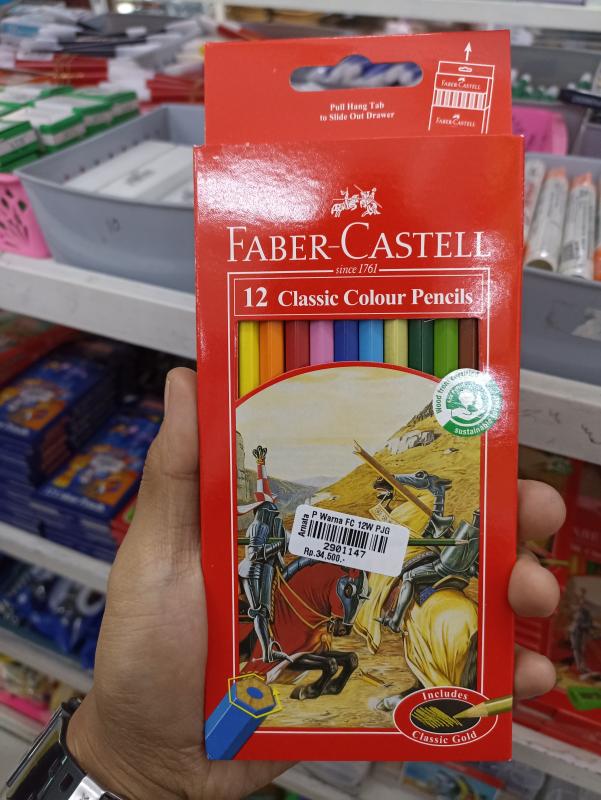 Pull Hang Tab
to Slide Out Drawer
FABER-CASTELL
FABER-CASTELL
FABER-CASTELL
since 1761
12 Classic Colour Pencils
Wood from certified
sustainable
Amata
P Warna FC 12W PJG
2901147
Rp.34,500,-
Includes
Classic Gold